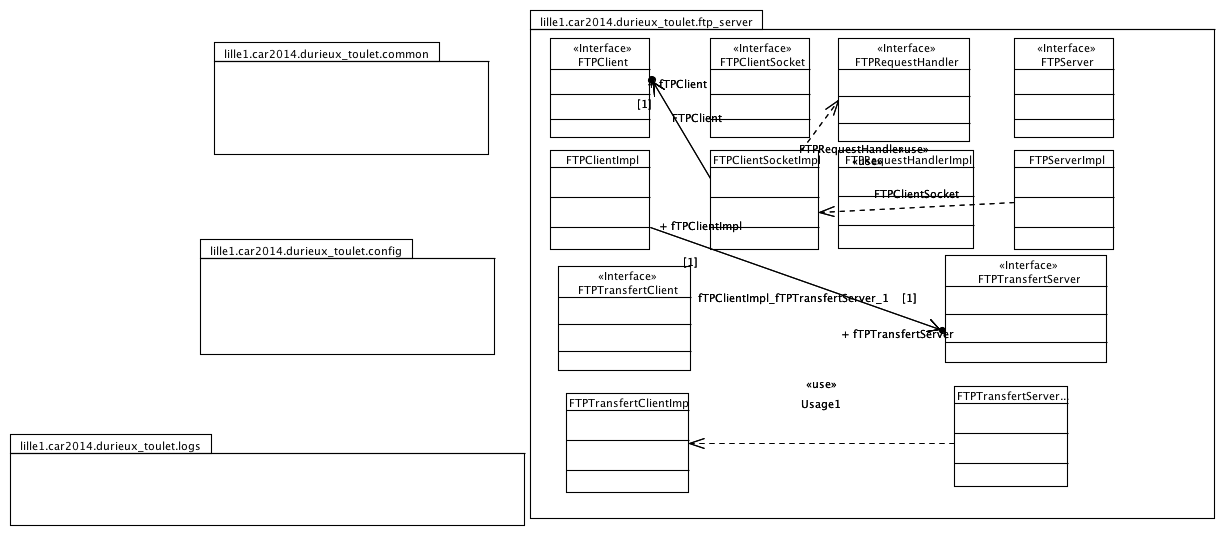 lille1.car2014.durieux_toulet.common
lille1.car2014.durieux_toulet.config
lille1.car2014.durieux_toulet.logs
lille1.car2014.durieux_toulet.ftp_server
«Interface»
FTPClient
«Interface»
FTPClientSocket
«Interface»
FTPRequestHandler
«Interface»
FTPServer
+ fTPClient
[1]
FTPClient
FTPRequestHandler
«use»
«use»
FTPClientImpl
FTPClientSocketImpl
FTPRequestHandlerImpl
FTPServerImpl
FTPClientSocket
+ fTPClientImpl
[1]
«Interface»
FTPTransfertClient
«Interface»
FTPTransfertServer
fTPClientImpl_fTPTransfertServer_1
[1]
+ fTPTransfertServer
«use»
Usage1
FTPTransfertClientImp
FTPTransfertServer...